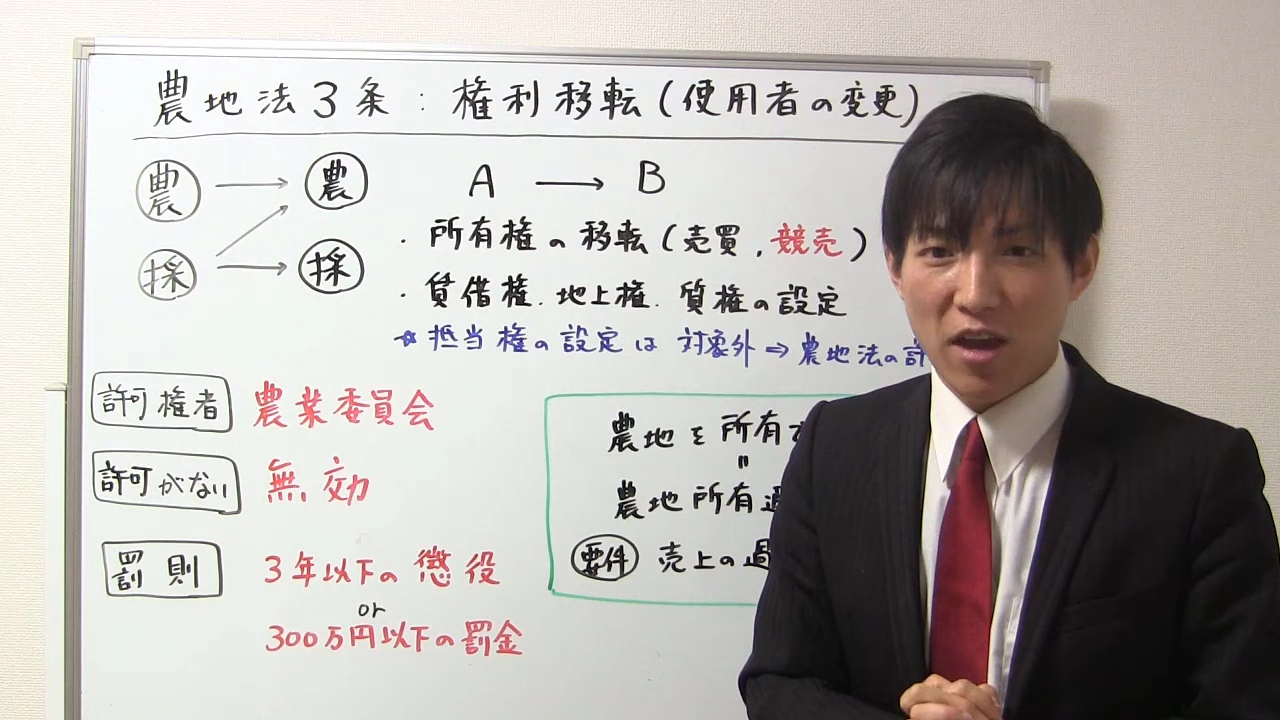 農地法3条：権利移転(使用者の変更)
農 → 農
採 → 採
A → B
・所有権の移転(売買,競売)
・賃借権.地上権.質権の設定
☆抵当権の設定は対象外⇒農地法の許
許可権者 農業委員会
許可がない 無効
罰則 3年以下の懲役
or
300万円以下の罰金
農地を所有
"
農地所有適
要件 売上の過